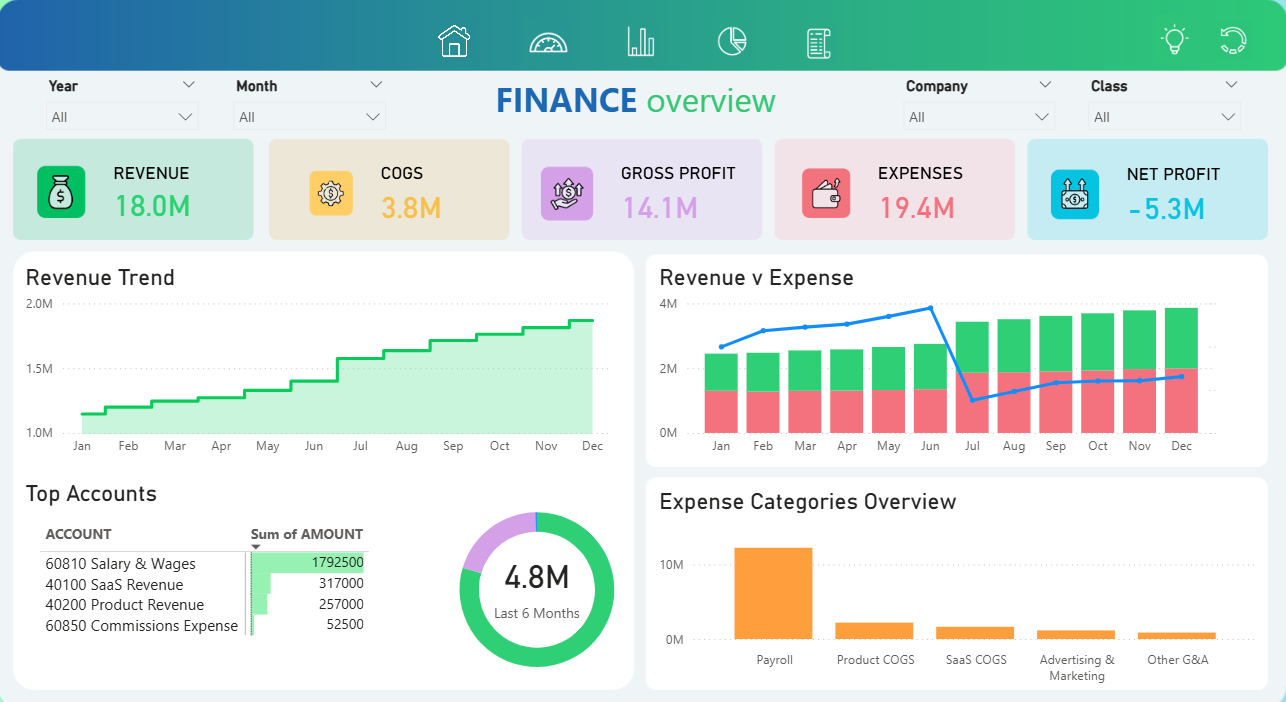 Year
Month
FINANCE overview
Company
Class
All
All
All
All
REVENUE
18.0M
COGS
3.8M
GROSS PROFIT
14.1M
EXPENSES
19.4M
NET PROFIT
-5.3M
Revenue Trend
2.0M
1.5M
1.0M
Jan Feb Mar Apr May Jun Jul Aug Sep Oct Nov Dec
Revenue v Expense
4M
2M
0M
Jan Feb Mar Apr May Jun Jul Aug Sep Oct Nov Dec
Top Accounts
ACCOUNT Sum of AMOUNT
60810 Salary & Wages 1792500
40100 SaaS Revenue 317000
40200 Product Revenue 257000
60850 Commissions Expense 52500
4.8M
Last 6 Months
Expense Categories Overview
10M
0M
Payroll
Product COGS
SaaS COGS
Advertising &
Marketing
Other G&A